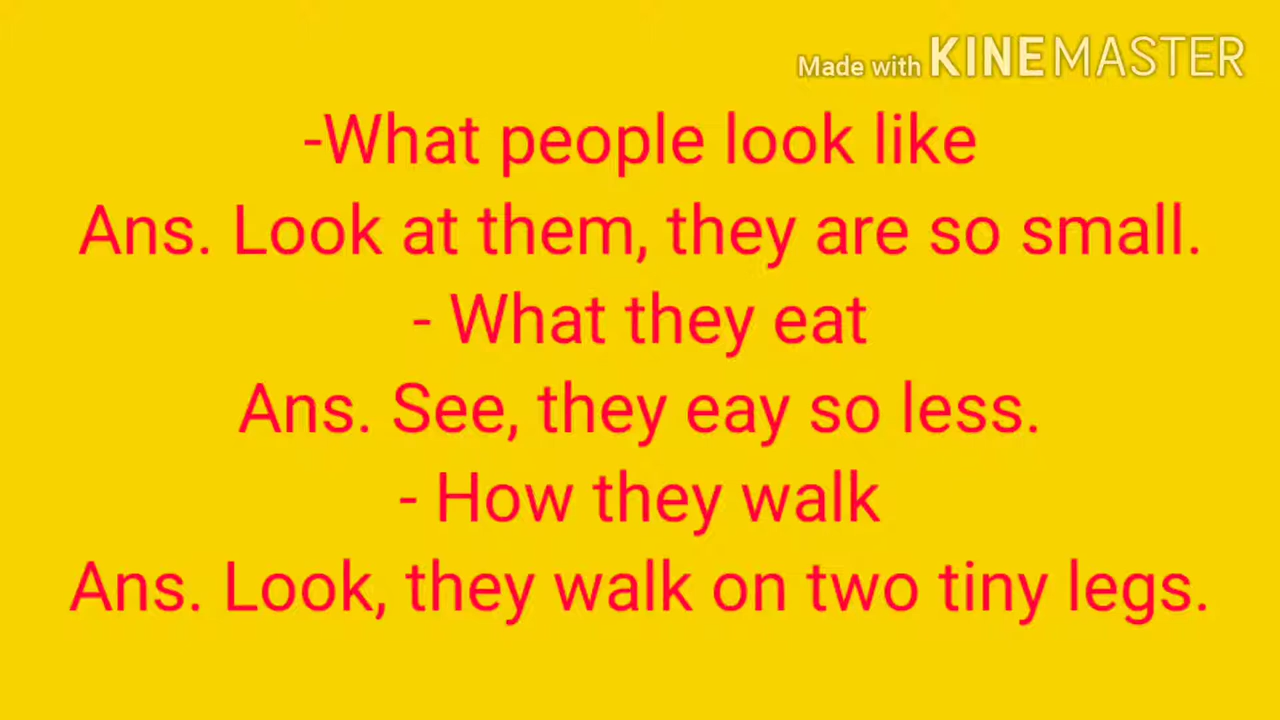 Made with KINEMASTER
-What people look like
Ans. Look at them, they are so small.
- What they eat
Ans. See, they eay so less.
- How they walk
Ans. Look, they walk on two tiny legs.